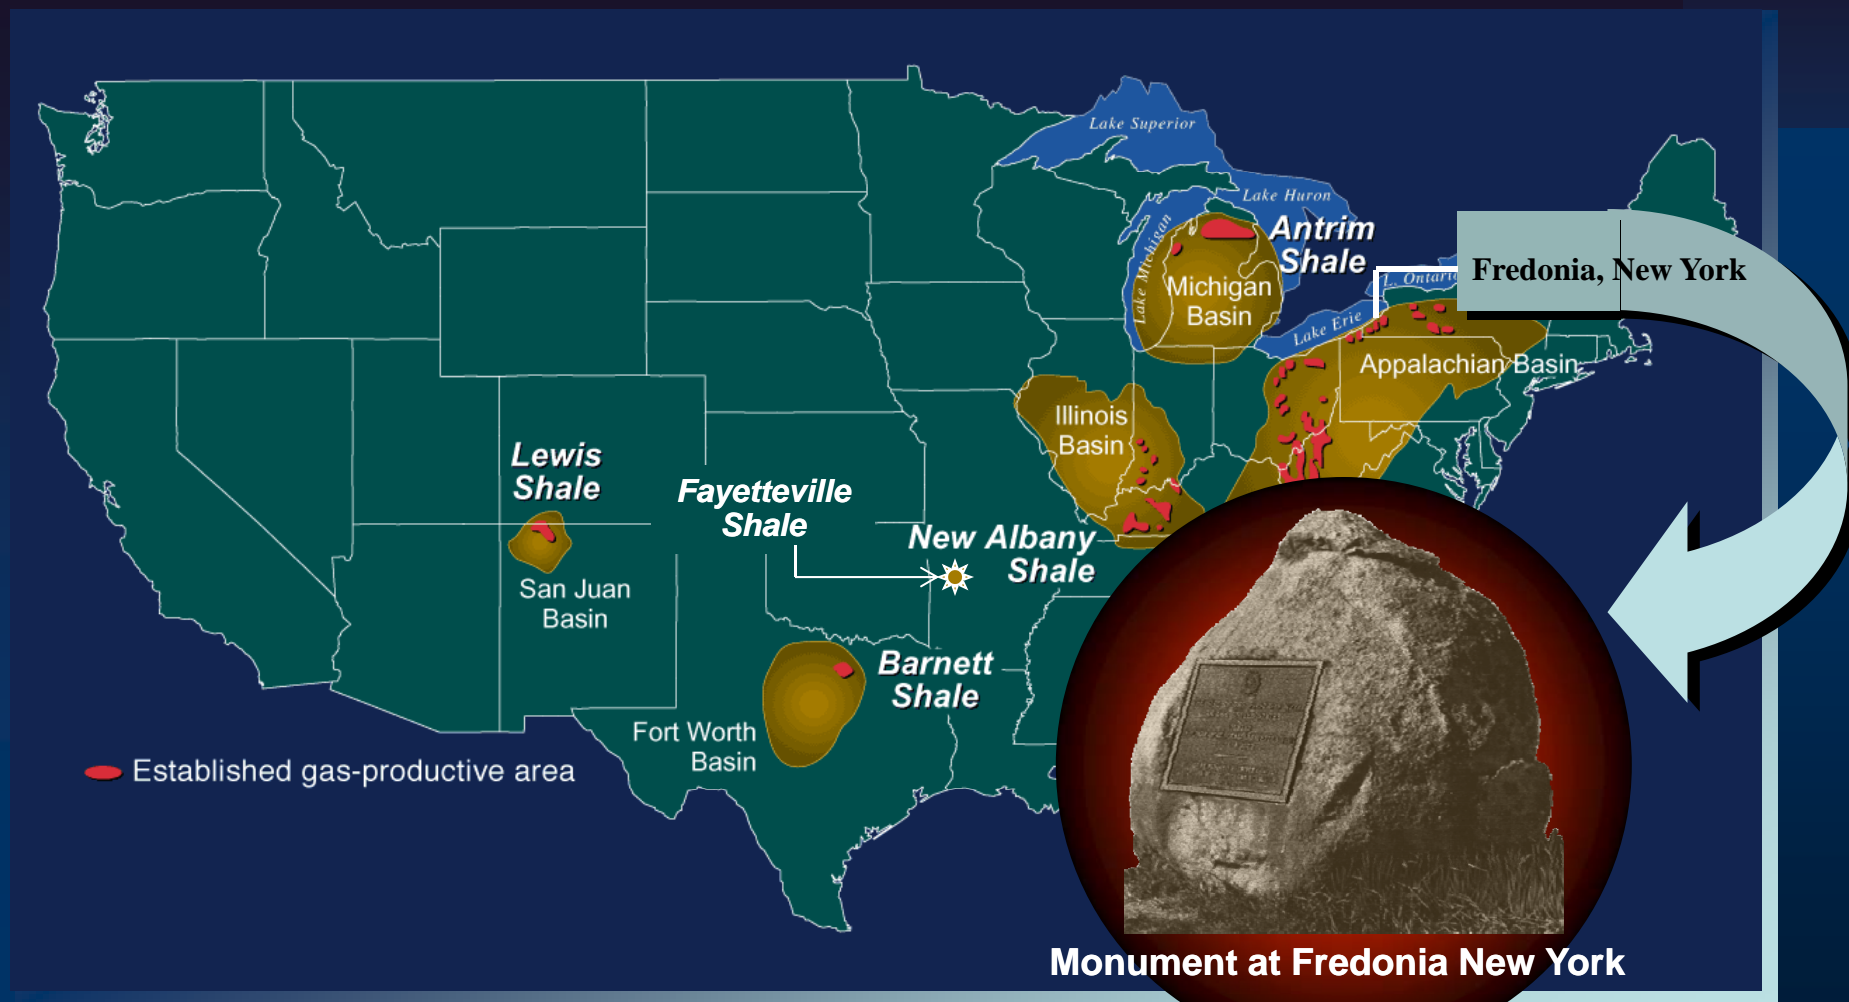 Lake Superior
Lake Huron
Lake Michigan
Antrim
Shale
Michigan
Basin
L. Ontario
Fredonia, New York
Lake Erie
Appalachian Basin
Illinois
Basin
Lewis
Shale
Fayetteville
Shale
New Albany
Shale
San Juan
Basin
Barnett
Shale
Fort Worth
Basin
Established gas-productive area
Monument at Fredonia New York